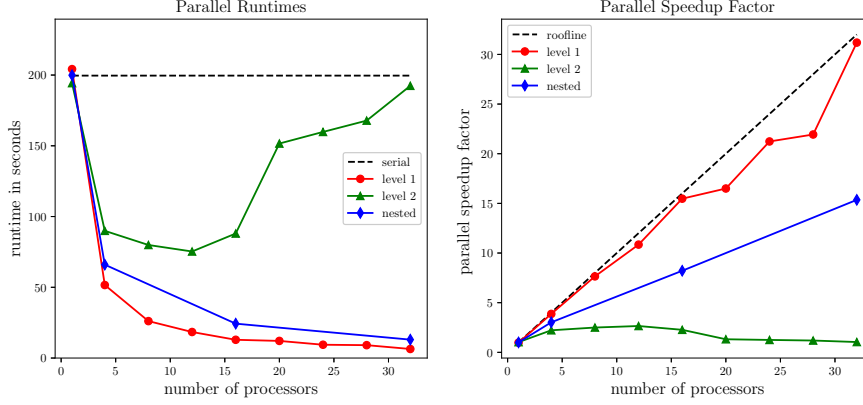 Parallel Runtimes
200
150
100
50
0
0 5 10 15 20 25 30
runtime in seconds
number of processors
serial
level 1
level 2
nested
Parallel Speedup Factor
30
25
20
15
10
5
0
0 5 10 15 20 25 30
parallel speedup factor
number of processors
roofline
level 1
level 2
nested